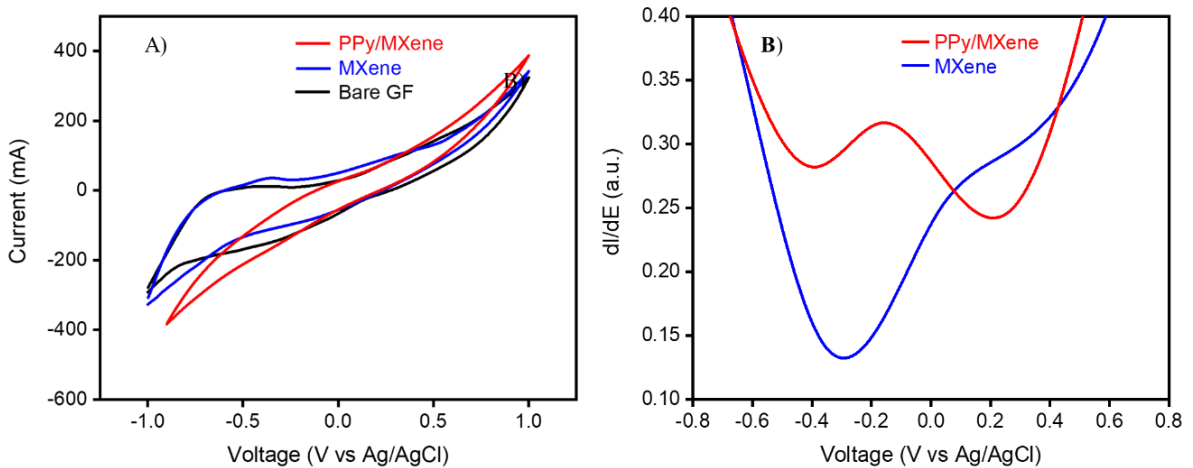 A)
PPy/MXene
MXene
Bare GF
B)
400
200
0
-200
-400
-600
Current (mA)
-1.0
-0.5
0.0
0.5
1.0
Voltage (V vs Ag/AgCl)
B)
PPy/MXene
MXene
0.40
0.35
0.30
0.25
0.20
0.15
0.10
dI/dE (a.u.)
-0.8
-0.6
-0.4
-0.2
0.0
0.2
0.4
0.6
0.8
Voltage (V vs Ag/AgCl)